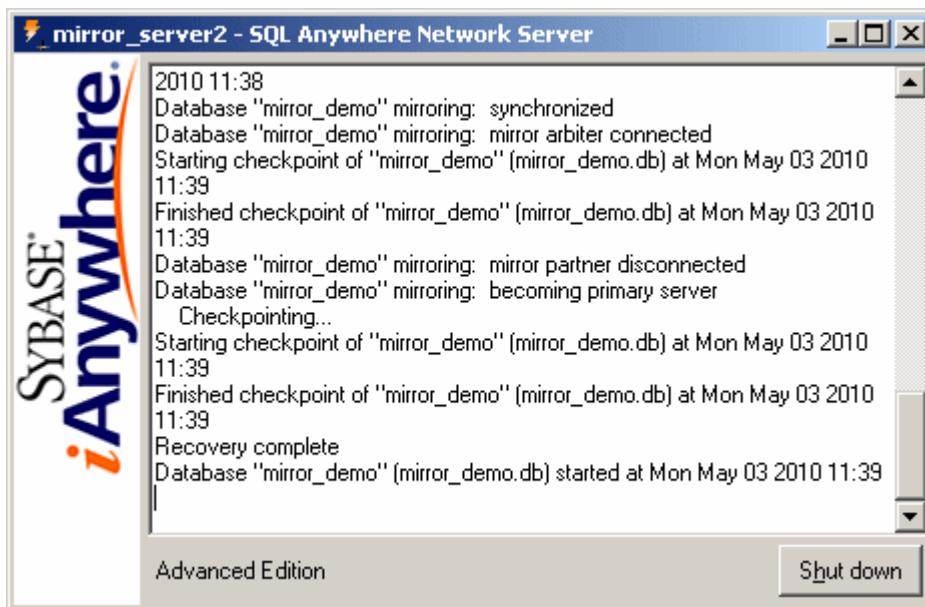 mirror_server2 - SQL Anywhere Network Server
SYBASE
iAnywhere.
2010 11:38
Database "mirror_demo" mirroring:  synchronized
Database "mirror_demo" mirroring:  mirror arbiter connected
Starting checkpoint of "mirror_demo" (mirror_demo.db) at Mon May 03 2010
11:39
Finished checkpoint of "mirror_demo" (mirror_demo.db) at Mon May 03 2010
11:39
Database "mirror_demo" mirroring:  mirror partner disconnected
Database "mirror_demo" mirroring:  becoming primary server
Checkpointing...
Starting checkpoint of "mirror_demo" (mirror_demo.db) at Mon May 03 2010
11:39
Finished checkpoint of "mirror_demo" (mirror_demo.db) at Mon May 03 2010
11:39
Recovery complete
Database "mirror_demo" (mirror_demo.db) started at Mon May 03 2010 11:39
Advanced Edition
Shut down